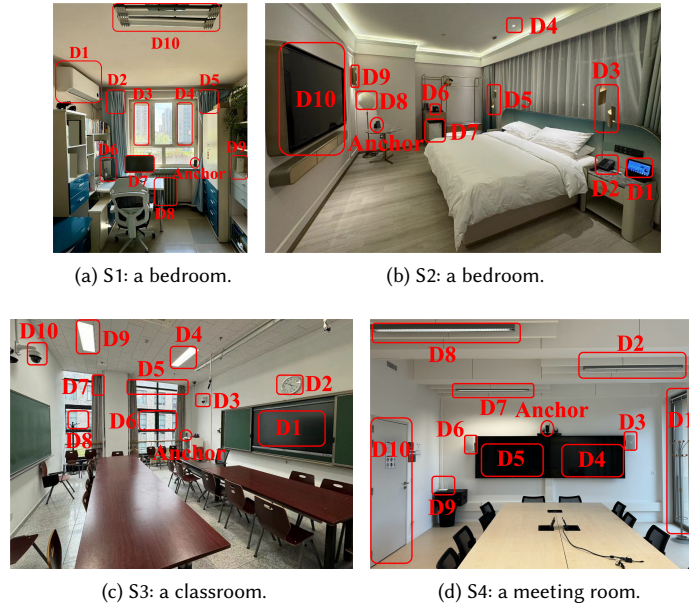 D10
D1
D2
D3
D4
D5
D6
D9
Anchor
D7
D8
(a) S1: a bedroom.
D4
D3
D9
D10
D8
D6
D5
D7
Anchor
D2
D1
(b) S2: a bedroom.
D10
D9
D4
D7
D5
D2
D3
D6
D8
D1
Anchor
(c) S3: a classroom.
D8
D2
D7
Anchor
D1
D6
D3
D10
D5
D4
D9
(d) S4: a meeting room.